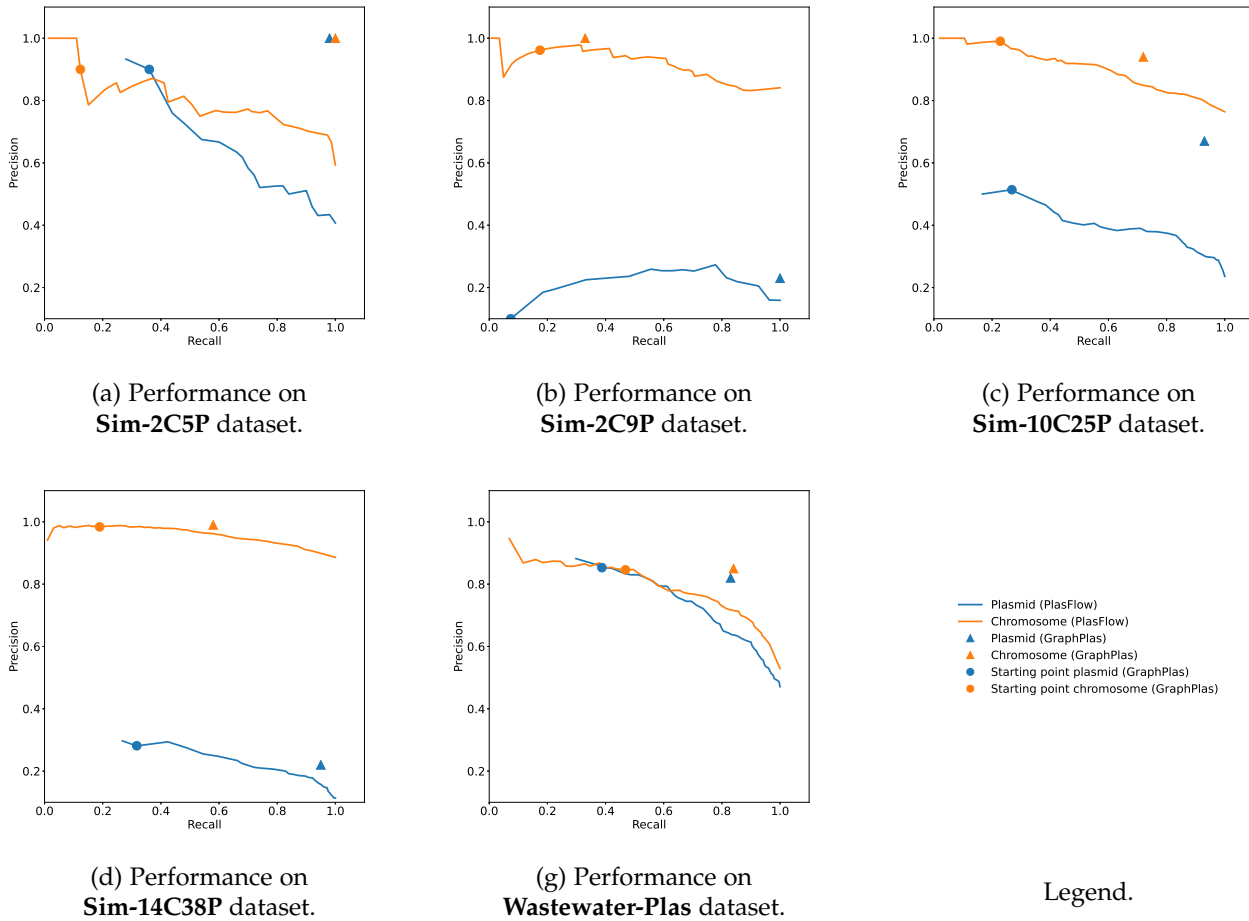 1.0
0.8
0.6
0.4
0.2
Precision
0.0 0.2 0.4 0.6 0.8 1.0
Recall
(a) Performance on
Sim-2C5P dataset.
1.0
0.8
0.6
0.4
0.2
Precision
0.0 0.2 0.4 0.6 0.8 1.0
Recall
(b) Performance on
Sim-2C9P dataset.
1.0
0.8
0.6
0.4
0.2
Precision
0.0 0.2 0.4 0.6 0.8 1.0
Recall
(c) Performance on
Sim-10C25P dataset.
1.0
0.8
0.6
0.4
0.2
Precision
0.0 0.2 0.4 0.6 0.8 1.0
Recall
(d) Performance on
Sim-14C38P dataset.
1.0
0.8
0.6
0.4
0.2
Precision
0.0 0.2 0.4 0.6 0.8 1.0
Recall
(g) Performance on
Wastewater-Plas dataset.
Plasmid (PlasFlow)
Chromosome (PlasFlow)
Plasmid (GraphPlas)
Chromosome (GraphPlas)
Starting point plasmid (GraphPlas)
Starting point chromosome (GraphPlas)
Legend.